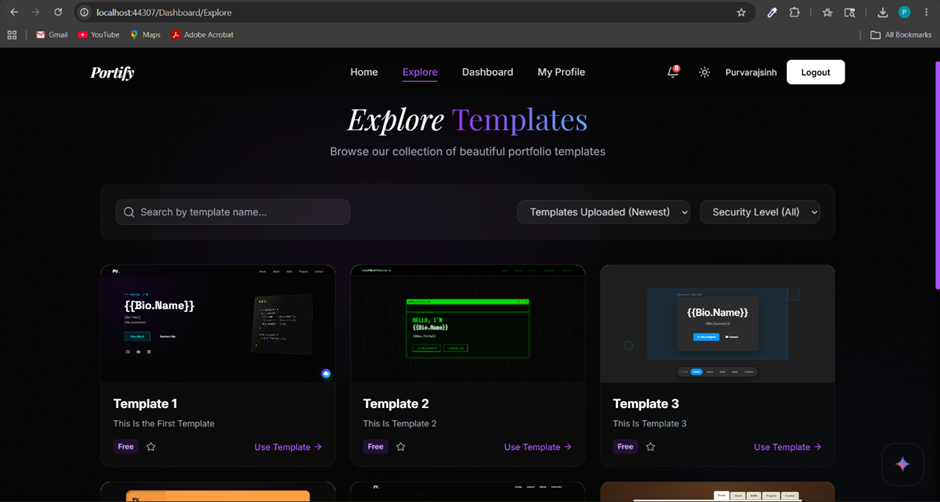 localhost:44307/Dashboard/Explore
P
Gmail
YouTube
Maps
Adobe Acrobat
All Bookmarks
Portify
Home
Explore
Dashboard
My Profile
8
Purvarajsinh
Logout
Explore Templates
Browse our collection of beautiful portfolio templates
Search by template name...
Templates Uploaded (Newest)
Security Level (All)
PV.
{{Bio.Name}}
HELLO, I'M
{{Bio.Name}}
{{Bio.Name}}
Template 1
This Is the First Template
Free
Use Template →
Template 2
This Is Template 2
Free
Use Template →
Template 3
This Is Template 3
Free
Use Template →